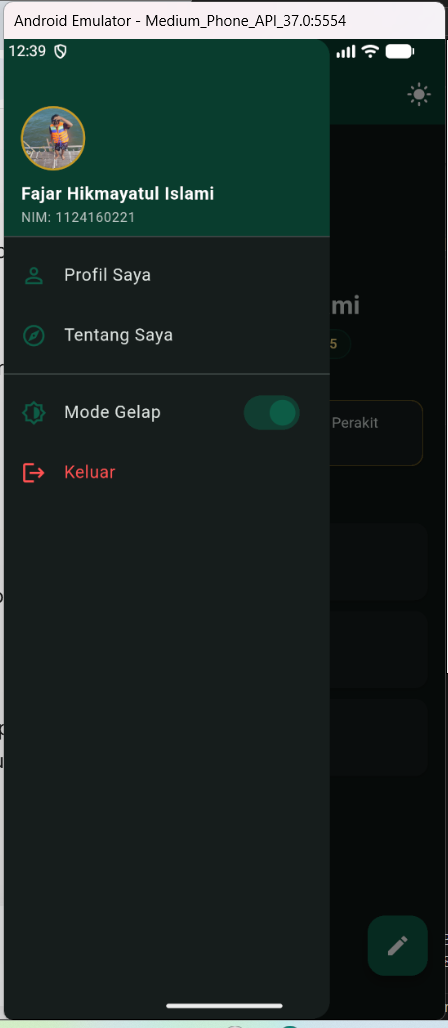 Android Emulator - Medium_Phone_API_37.0:5554
12:39
Fajar Hikmayatul Islami
NIM: 1124160221
Profil Saya
mi
Tentang Saya
5
Mode Gelap
Perakit
Keluar